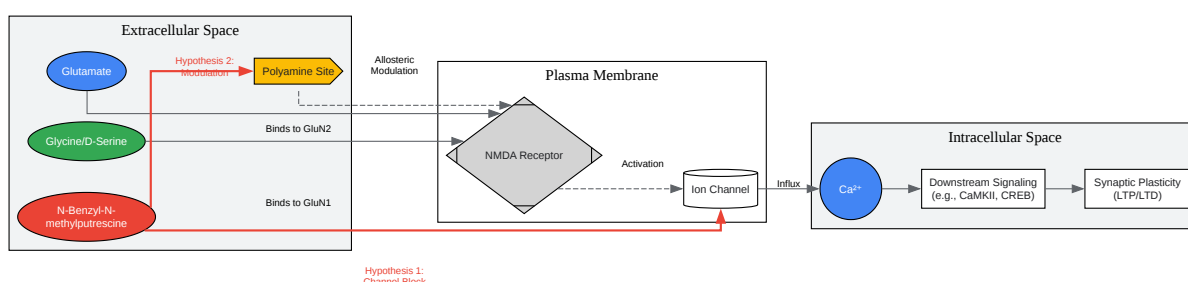 Extracellular Space
Hypothesis 2:
Modulation
Glutamate
Polyamine Site
Allosteric
Modulation
Plasma Membrane
Binds to GluN2
Glycine/D-Serine
NMDA Receptor
Activation
Ion Channel
Binds to GluN1
N-Benzyl-N-
methylputrescine
Hypothesis 1:
Channel Block
Influx
Intracellular Space
Ca²⁺
Downstream Signaling
(e.g., CaMKII, CREB)
Synaptic Plasticity
(LTP/LTD)